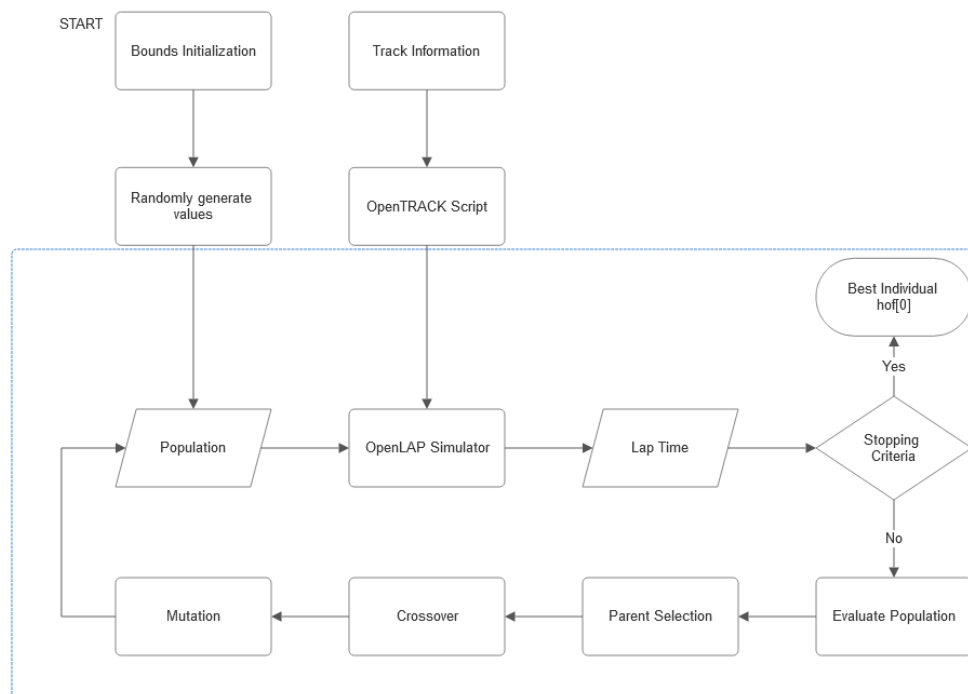 START
Bounds Initialization
Track Information
Randomly generate
values
OpenTRACK Script
Best Individual
hof[0]
Yes
Population
OpenLAP Simulator
Lap Time
Stopping
Criteria
No
Mutation
Crossover
Parent Selection
Evaluate Population